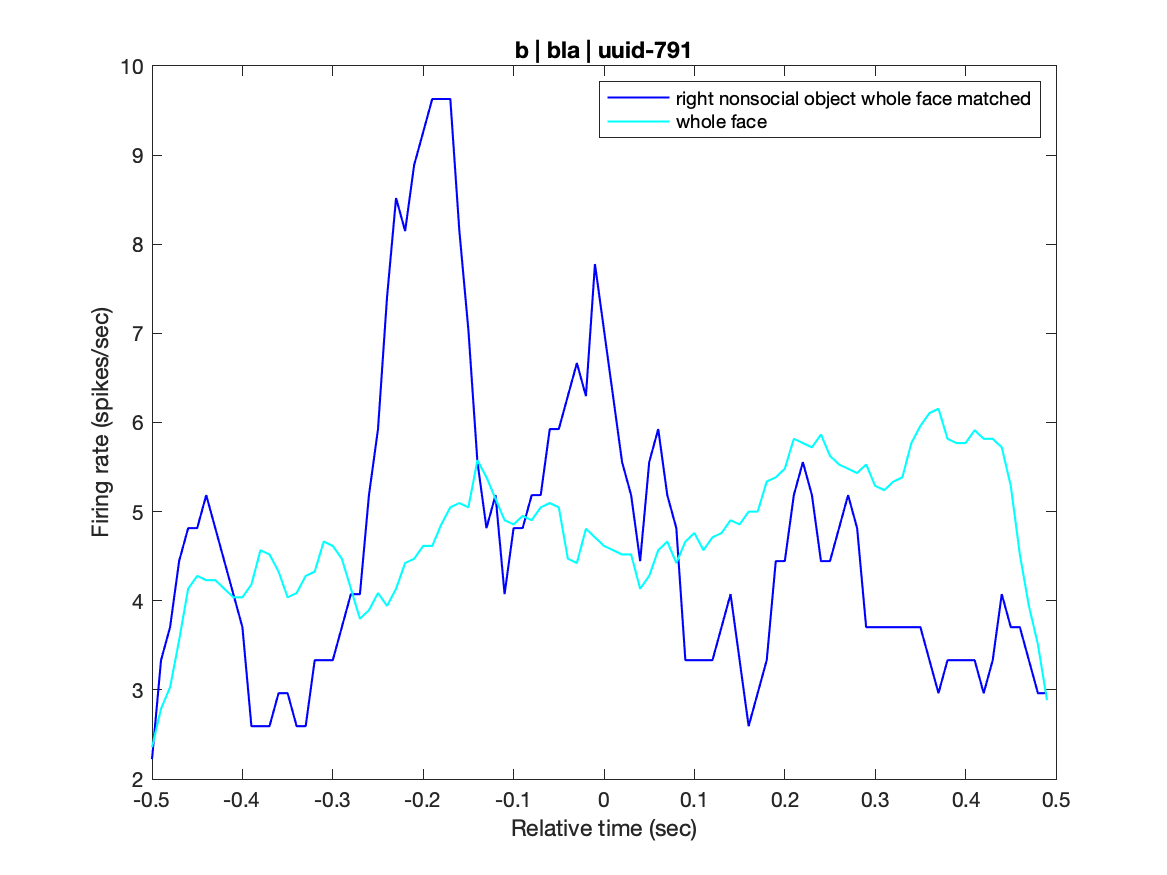 b | bla | uuid-791
10
9
8
7
6
5
4
3
2
Firing rate (spikes/sec)
right nonsocial object whole face matched
whole face
-0.5 -0.4 -0.3 -0.2 -0.1 0 0.1 0.2 0.3 0.4 0.5
Relative time (sec)